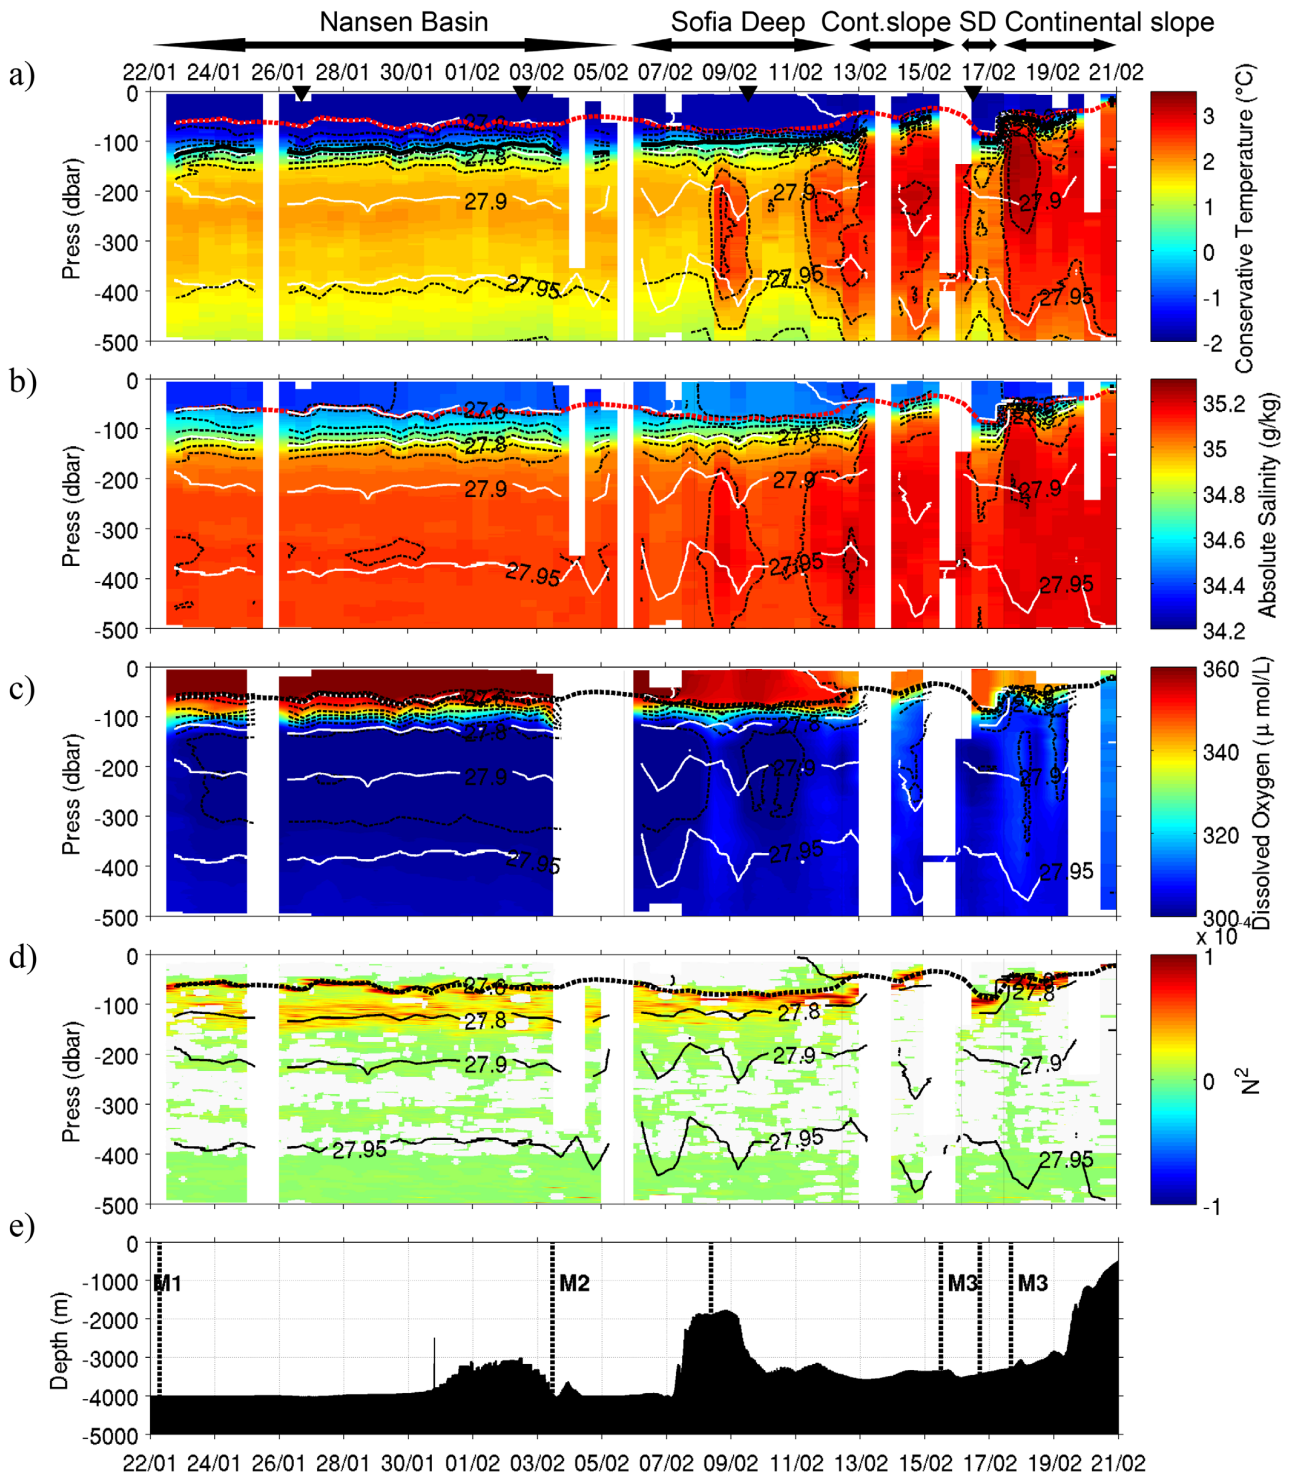 Nansen Basin Sofia Deep Cont.slope SD Continental slope
a) 22/01 24/01 26/01 28/01 30/01 01/02 03/02 05/02 07/02 09/02 11/02 13/02 15/02 17/02 19/02 21/02
0
-100
-200
-300
-400
-500
Press (dbar)
27.8 27.8
27.9 27.9 27.9
27.95 27.95 27.95
3
2
1
0
-1
-2
Conservative Temperature (°C)
b)
0
-100
-200
-300
-400
-500
Press (dbar)
27.6
27.8 27.8
27.9 27.9 27.9
27.95 27.95 27.95
35.2
35
34.8
34.6
34.4
34.2
Absolute Salinity (g/kg)
c)
0
-100
-200
-300
-400
-500
Press (dbar)
27.8 27.8
27.9 27.9 27.9
27.95 27.95 27.95
360
340
320
300
Dissolved Oxygen (μ mol/L)
d)
0
-100
-200
-300
-400
-500
Press (dbar)
27.8 27.8 27.8
27.9 27.9 27.9
27.95 27.95 27.95
x 10-4
1
0
-1
N2
e)
0
-1000
-2000
-3000
-4000
-5000
Depth (m)
M1 M2 M3 M3
22/01 24/01 26/01 28/01 30/01 01/02 03/02 05/02 07/02 09/02 11/02 13/02 15/02 17/02 19/02 21/02